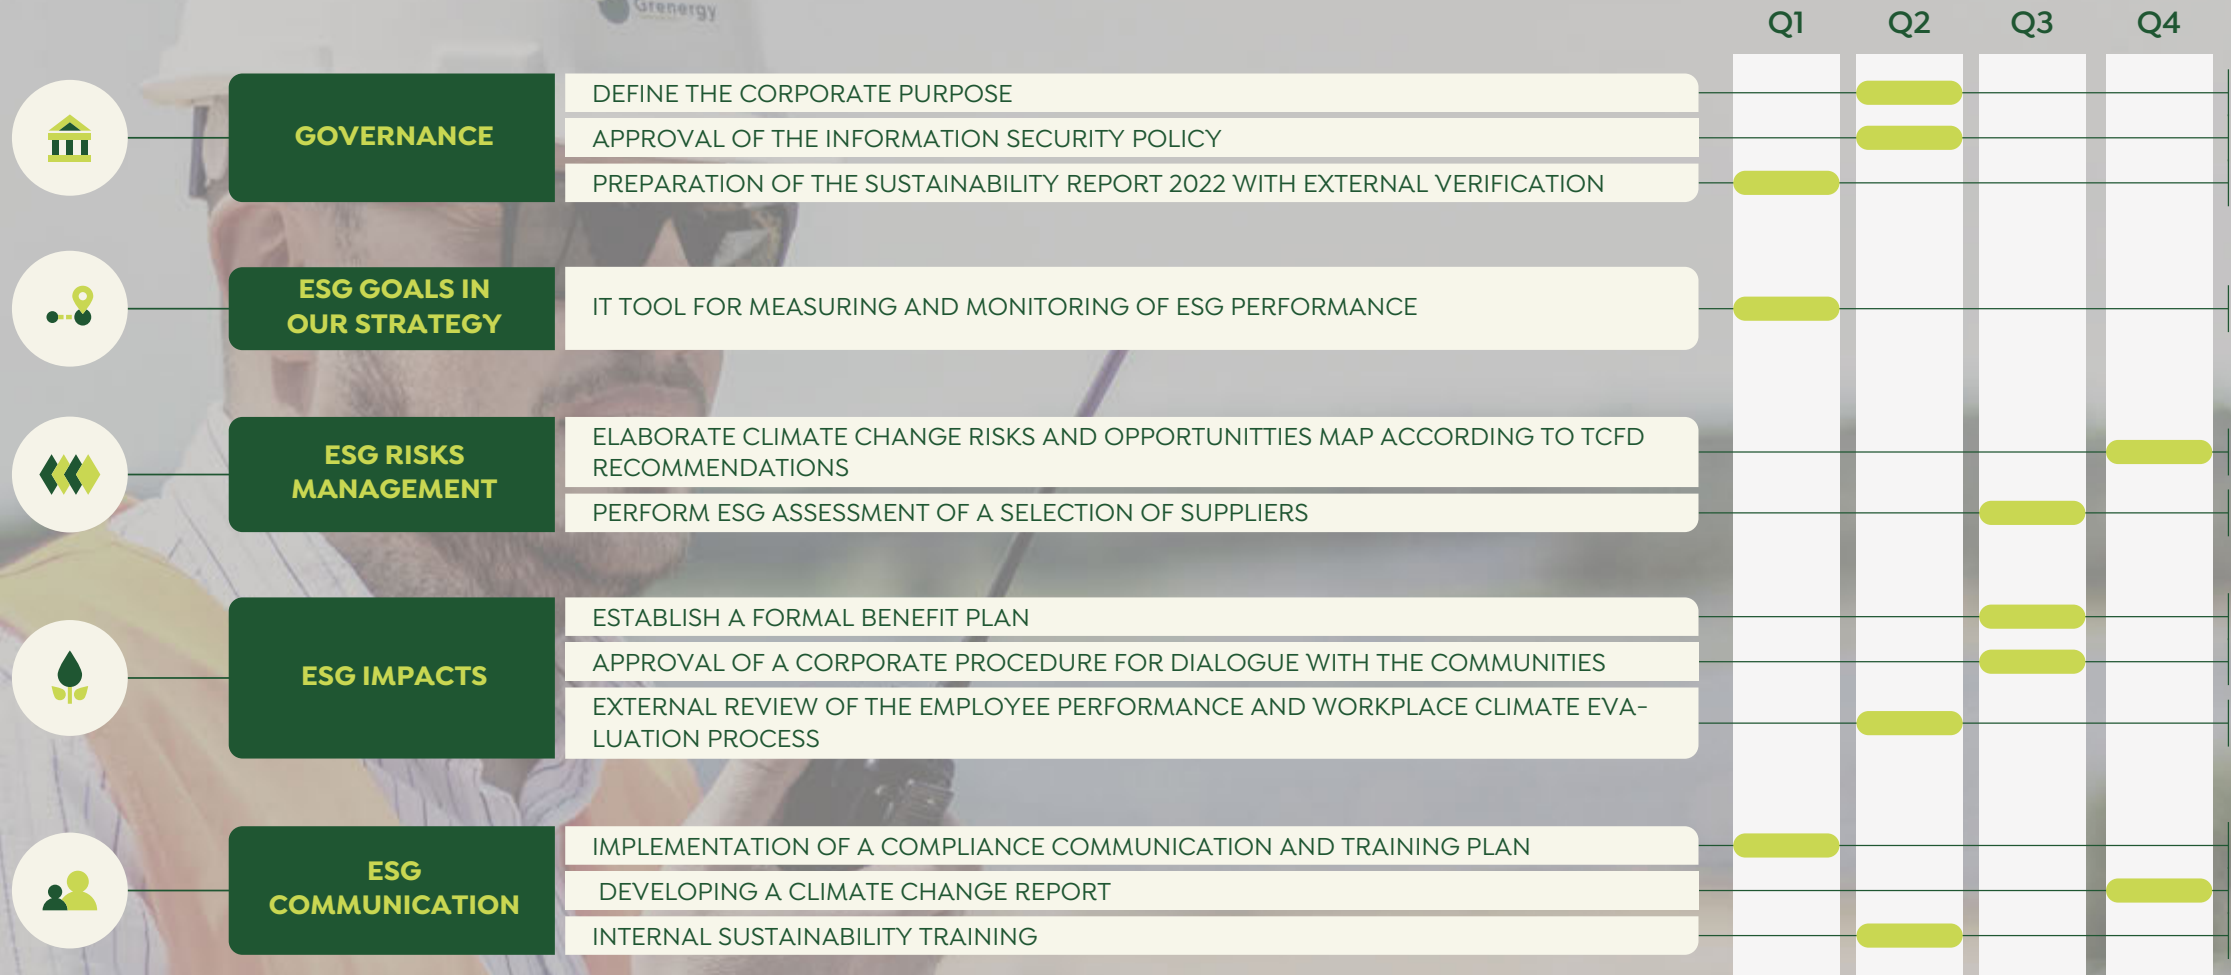 Grenergy
Q1 Q2 Q3 Q4
GOVERNANCE
DEFINE THE CORPORATE PURPOSE
APPROVAL OF THE INFORMATION SECURITY POLICY
PREPARATION OF THE SUSTAINABILITY REPORT 2022 WITH EXTERNAL VERIFICATION
ESG GOALS IN
OUR STRATEGY
IT TOOL FOR MEASURING AND MONITORING OF ESG PERFORMANCE
ESG RISKS
MANAGEMENT
ELABORATE CLIMATE CHANGE RISKS AND OPPORTUNITTIES MAP ACCORDING TO TCFD
RECOMMENDATIONS
PERFORM ESG ASSESSMENT OF A SELECTION OF SUPPLIERS
ESG IMPACTS
ESTABLISH A FORMAL BENEFIT PLAN
APPROVAL OF A CORPORATE PROCEDURE FOR DIALOGUE WITH THE COMMUNITIES
EXTERNAL REVIEW OF THE EMPLOYEE PERFORMANCE AND WORKPLACE CLIMATE EVA-
LUATION PROCESS
ESG
COMMUNICATION
IMPLEMENTATION OF A COMPLIANCE COMMUNICATION AND TRAINING PLAN
DEVELOPING A CLIMATE CHANGE REPORT
INTERNAL SUSTAINABILITY TRAINING